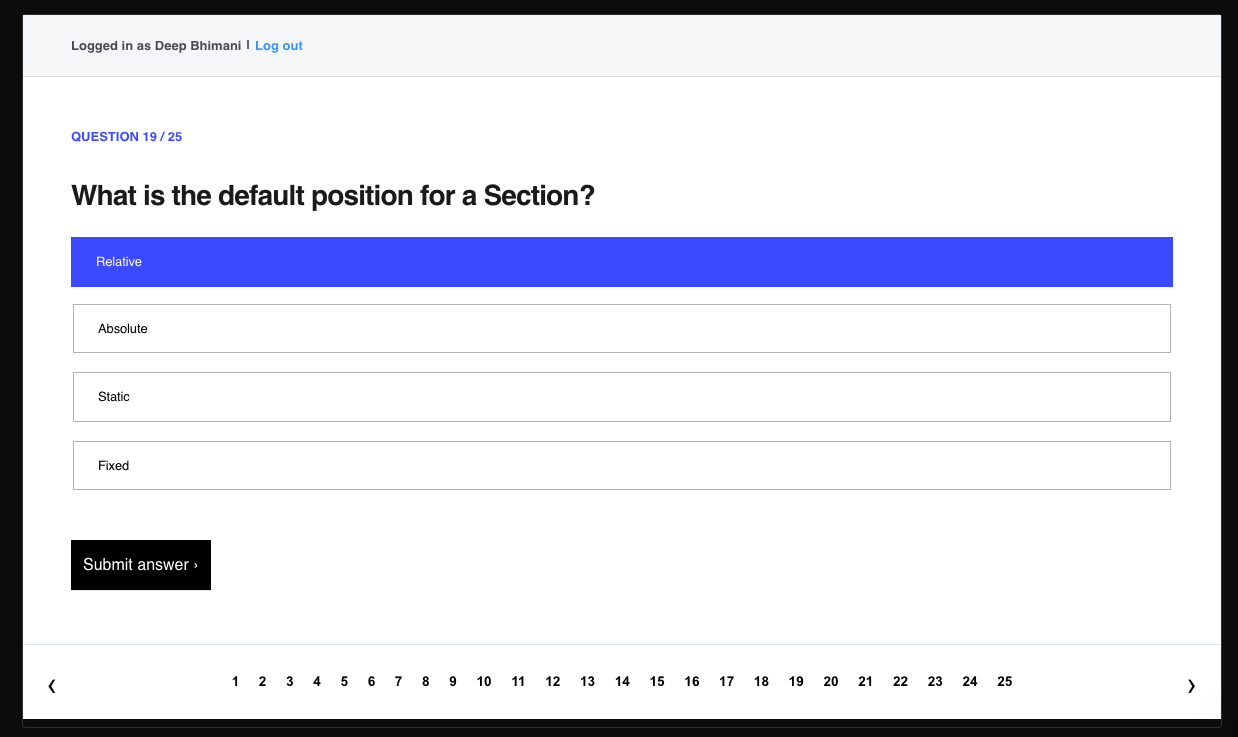 Logged in as Deep Bhimani | Log out
QUESTION 19 / 25
What is the default position for a Section?
Relative
Absolute
Static
Fixed
Submit answer ›
❮ 1 2 3 4 5 6 7 8 9 10 11 12 13 14 15 16 17 18 19 20 21 22 23 24 25 ❯